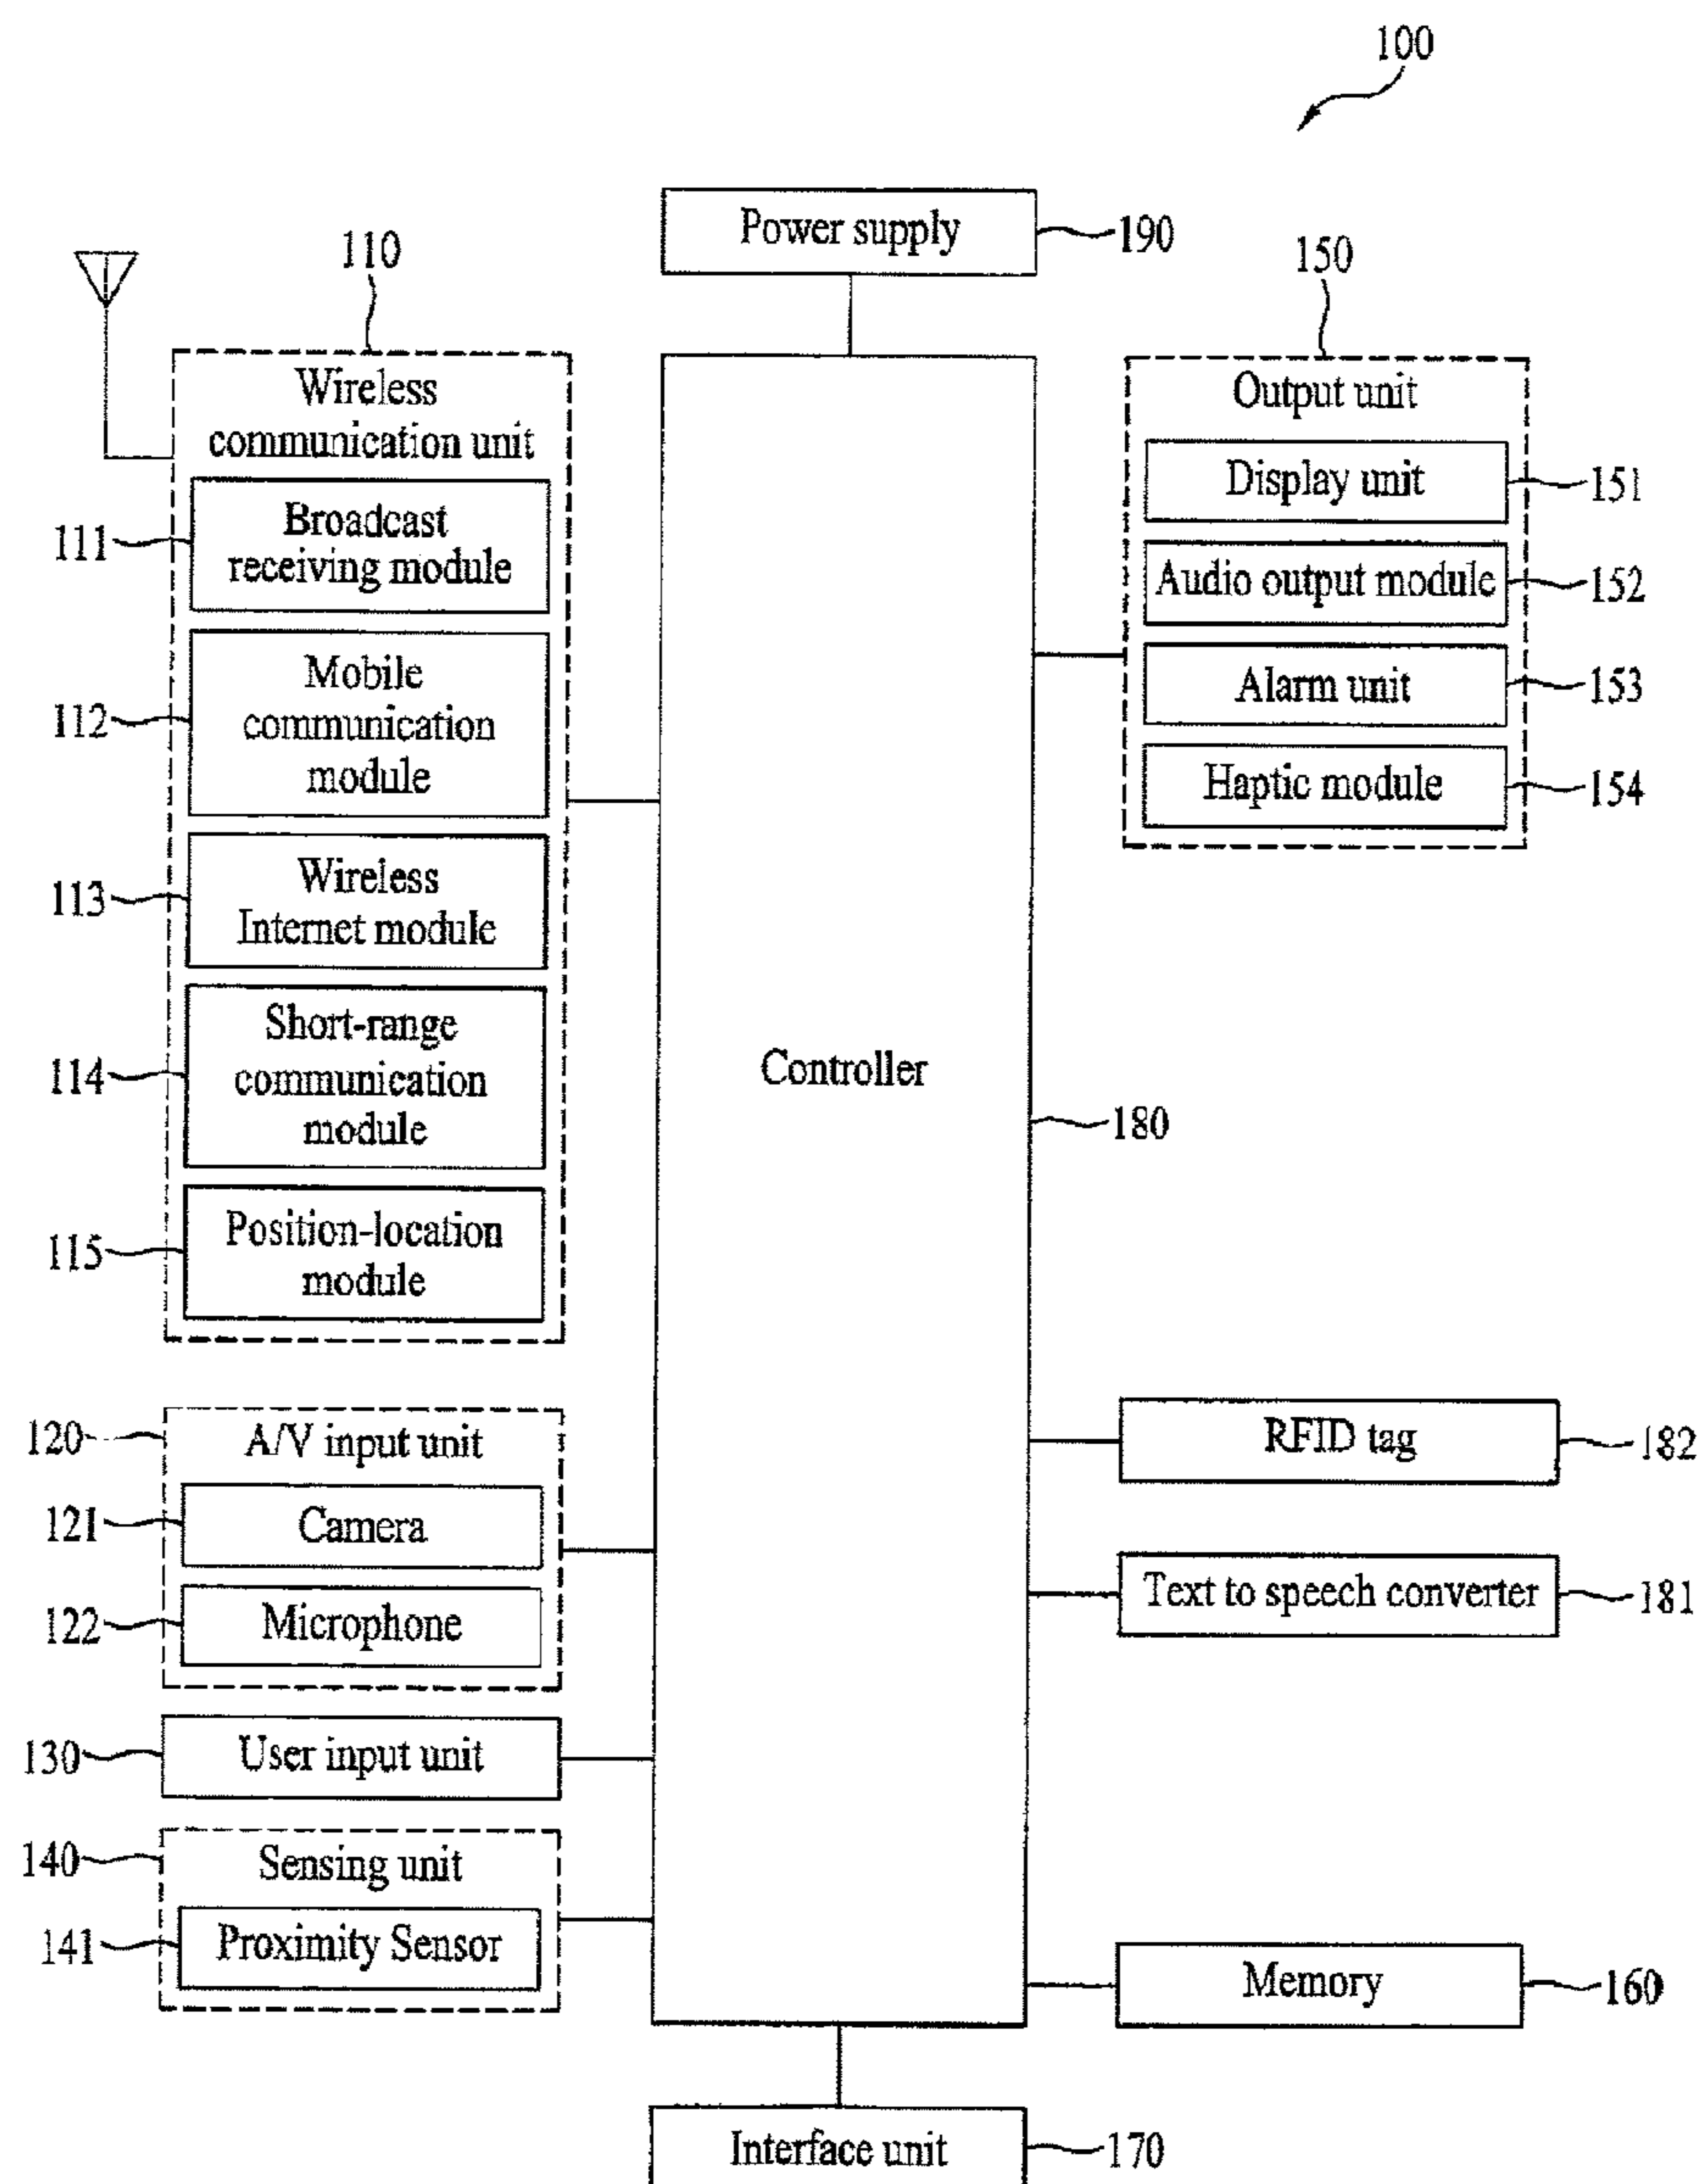 100
Power supply
190
110
150
Wireless
communication unit
Output unit
Broadcast
receiving module
111
Display unit
151
Audio output module
152
Mobile
communication
module
112
Alarm unit
153
Haptic module
154
Wireless
Internet module
113
Short-range
communication
module
114
Controller
180
Position-location
module
115
120
A/V input unit
RFID tag
182
121
Camera
Text to speech converter
181
122
Microphone
130
User input unit
140
Sensing unit
141
Proximity Sensor
Memory
160
Interface unit
170